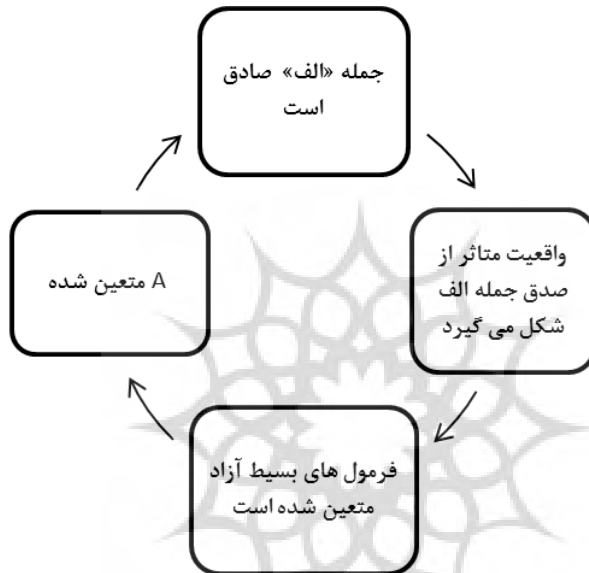 جمله «الف» صادق
است
واقعیت متاثر از
صدق جمله الف
شکل می گیرد
فرمول های بسیط آزاد
متعین شده است
A متعین شده